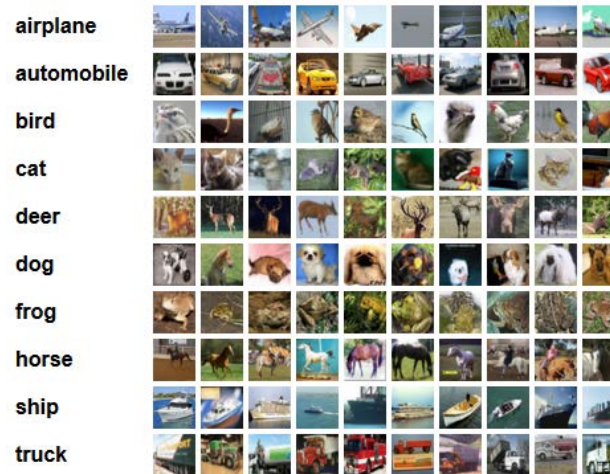 airplane
automobile
bird
cat
deer
dog
frog
horse
ship
truck